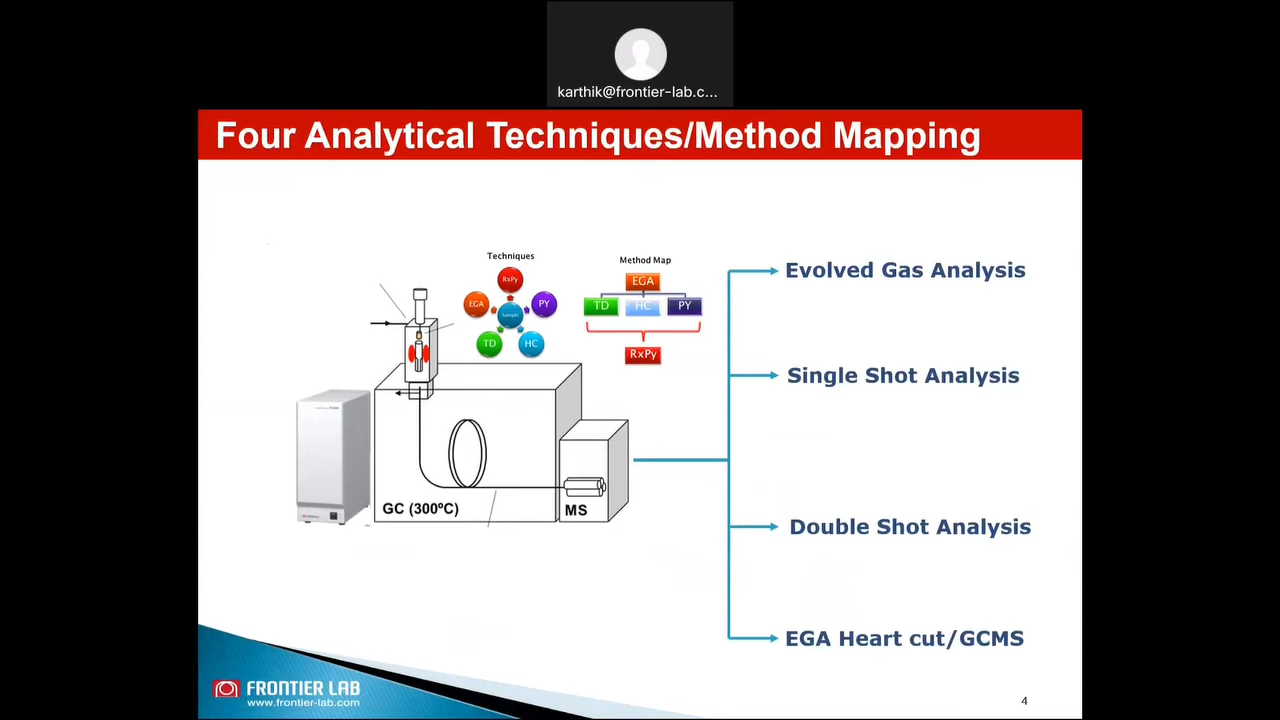 karthik@frontier-lab.c...
Four Analytical Techniques/Method Mapping
Techniques
RxPy
EGA
PY
Sample
TD
HC
Method Map
EGA
TD
HC
PY
RxPy
GC (300ºC)
MS
Evolved Gas Analysis
Single Shot Analysis
Double Shot Analysis
EGA Heart cut/GCMS
FRONTIER LAB
www.frontier-lab.com
4